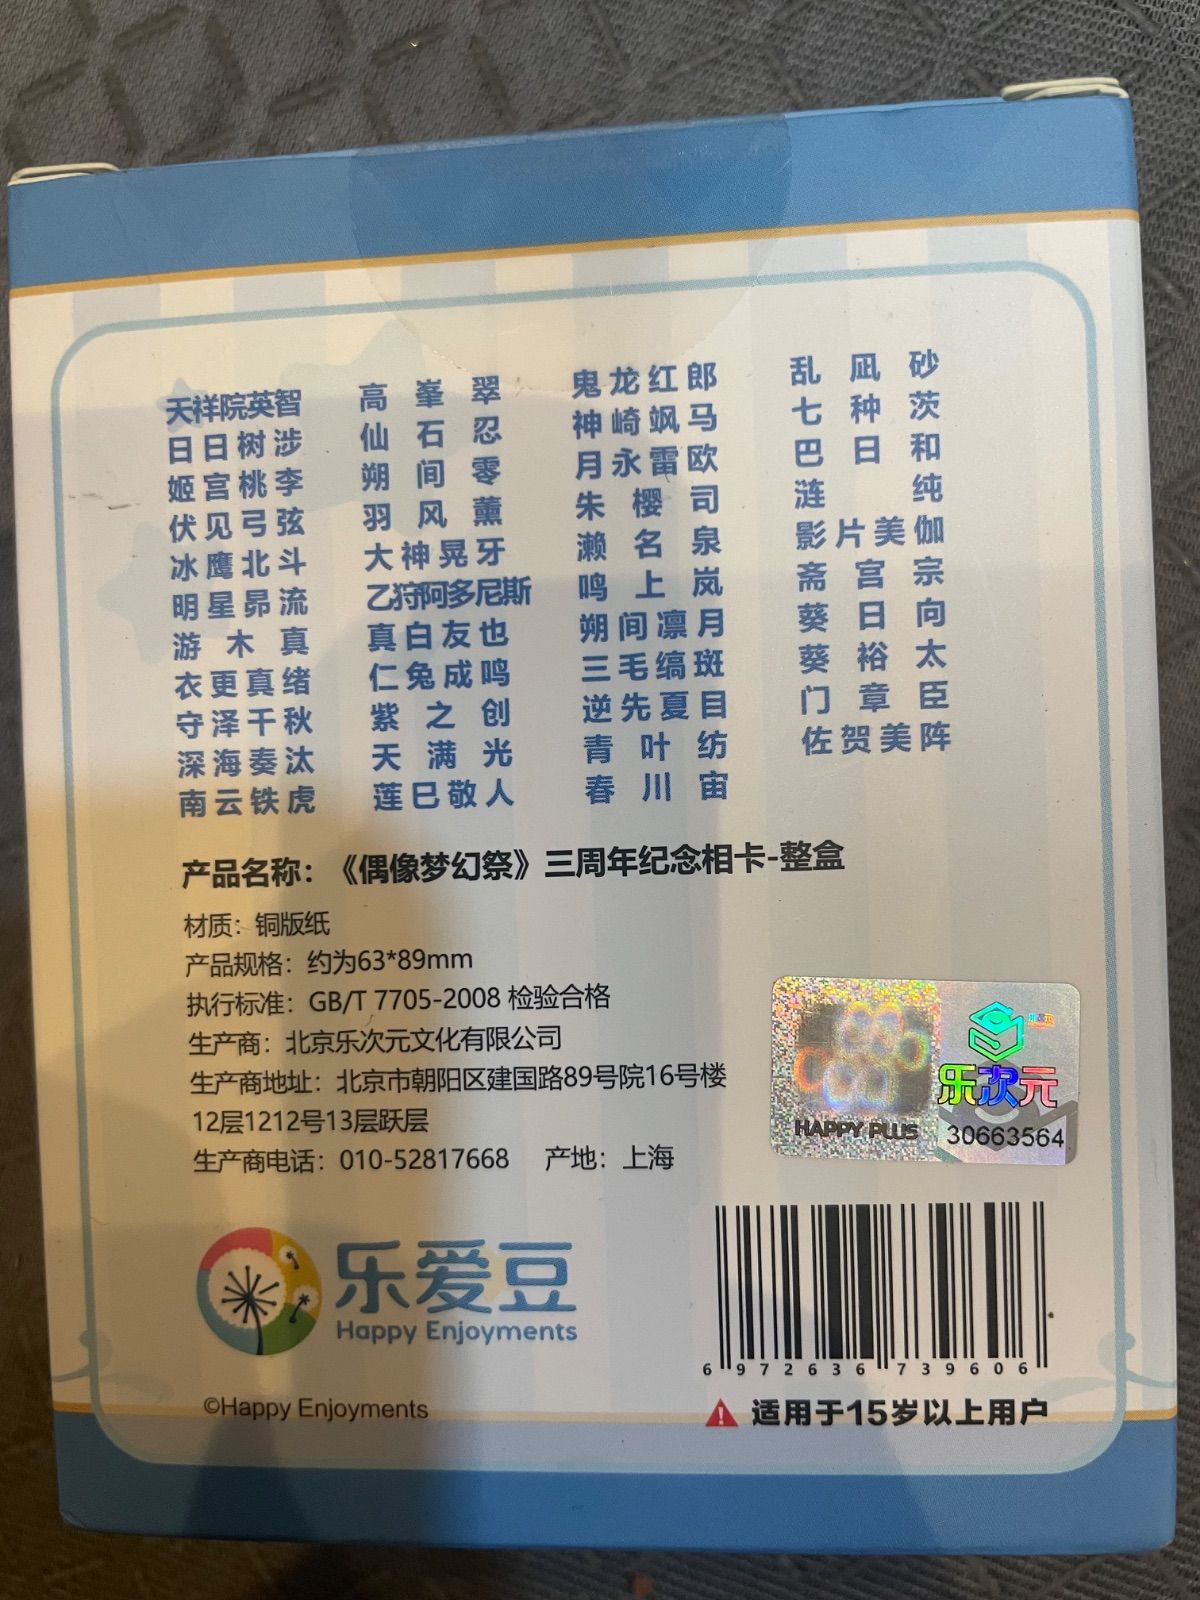 天祥院英智
日日树涉
姬宫桃李
伏见弓弦
冰鹰北斗
明星昴流
游木真
衣更真绪
守泽千秋
深海奏汰
南云铁虎
高峯翠
仙石忍
朔间零
羽风薰
大神晃牙
乙狩阿多尼斯
真白友也
仁兔成鸣
紫之创
天满光
莲巳敬人
鬼龙红郎
神崎飒马
月永雷欧
朱樱司
濑名泉
鸣上岚
朔间凛月
三毛缟斑
逆先夏目
青叶纺
春川宙
乱凪砂
七种茨
巴日和
涟纯
影片美伽
斋宫宗
葵日向
葵裕太
门章臣
佐贺美阵
产品名称：《偶像梦幻祭》三周年纪念相卡-整盒
材质：铜版纸
产品规格：约为63*89mm
执行标准：GB/T 7705-2008 检验合格
生产商：北京乐次元文化有限公司
生产商地址：北京市朝阳区建国路89号院16号楼
12层1212号13层跃层
生产商电话：010-52817668 产地：上海
HAPPY PLUS
乐次元
30663564
乐爱豆
Happy Enjoyments
©Happy Enjoyments
6 972636 739606
适用于15岁以上用户